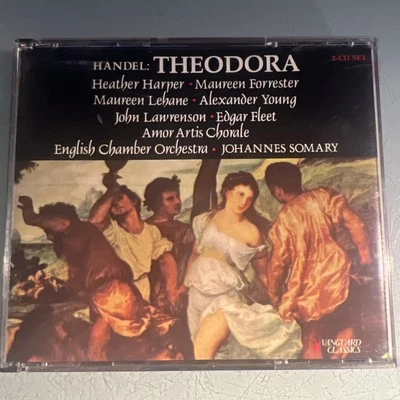 HANDEL: THEODORA
2-CD SET
Heather Harper • Maureen Forrester
Maureen Lehane • Alexander Young
John Lawrenson • Edgar Fleet
Amor Artis Chorale
English Chamber Orchestra • JOHANNES SOMARY
VANGUARD
CLASSICS